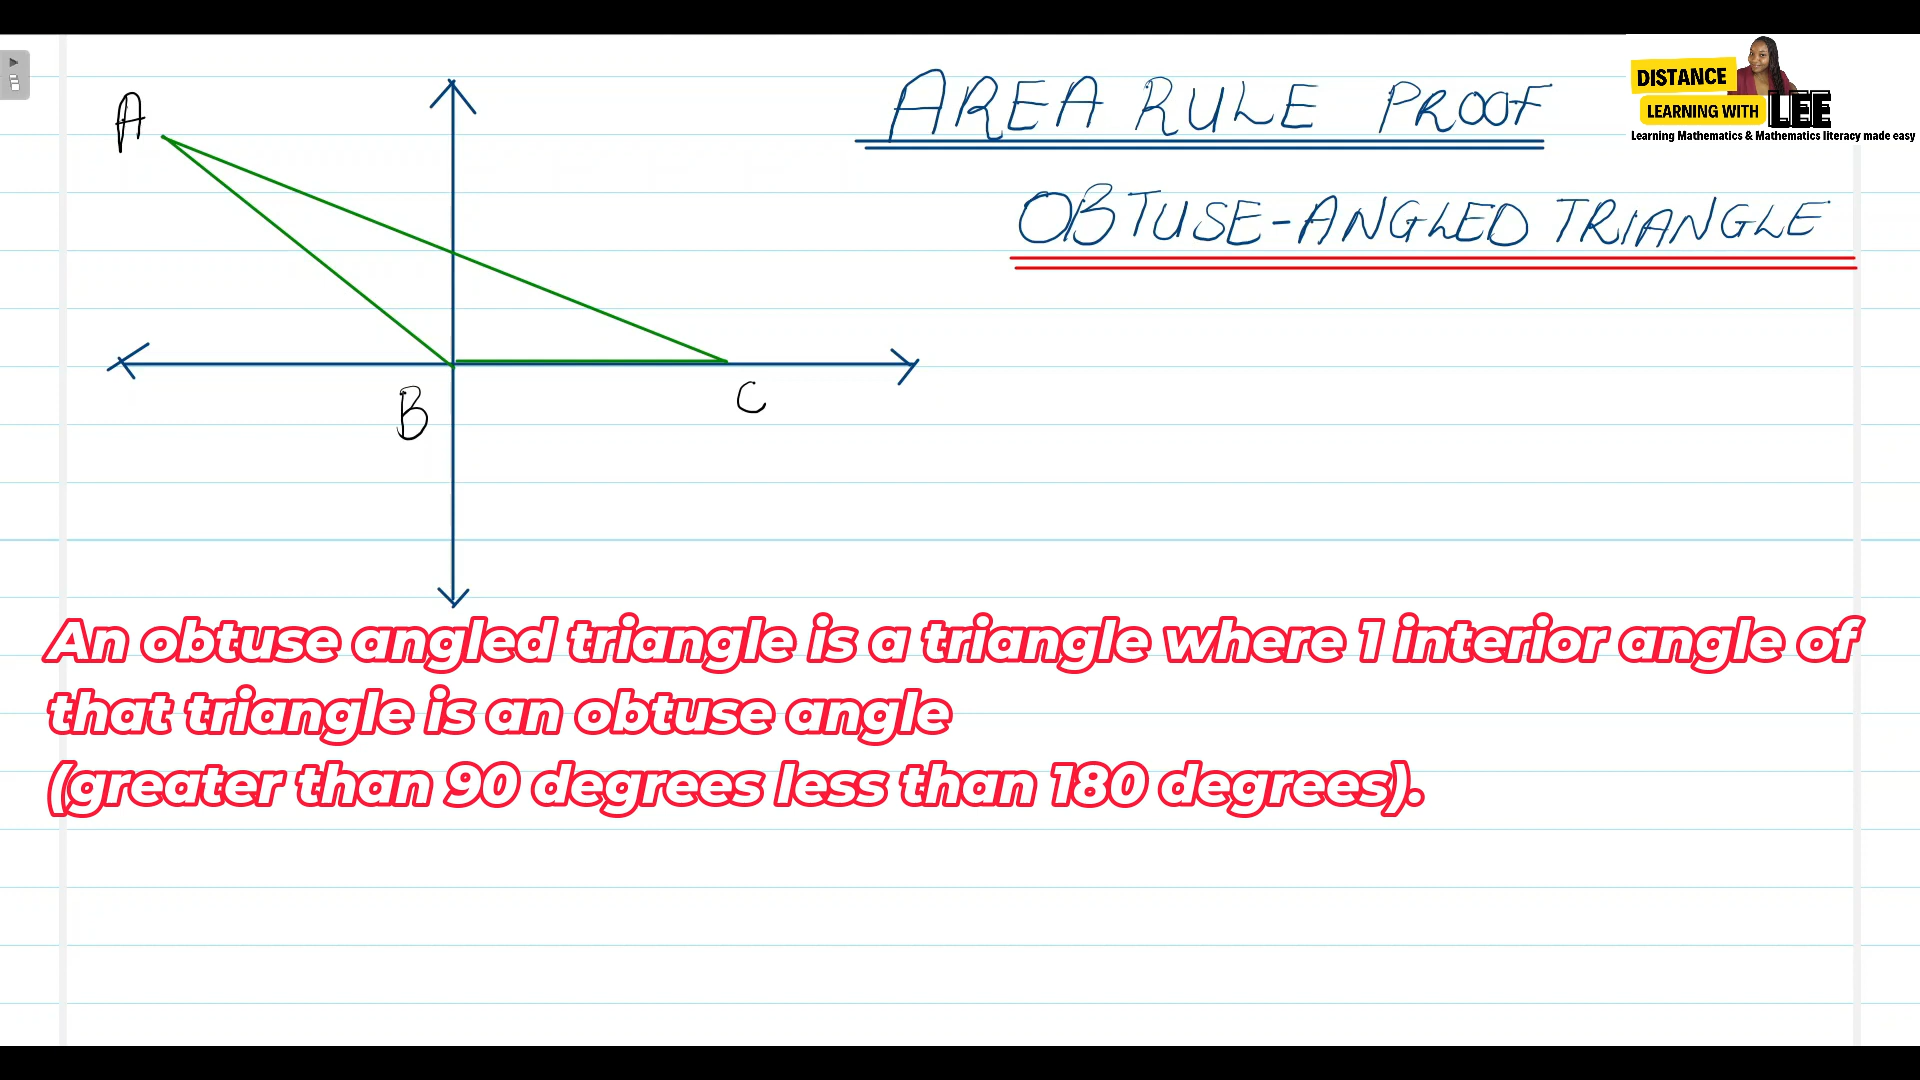 A
AREA RULE PROOF
DISTANCE
LEARNING WITH LEE
Learning Mathematics & Mathematics literacy made easy
OBTUSE-ANGLED TRIANGLE
B
C
An obtuse angled triangle is a triangle where 1 interior angle of
that triangle is an obtuse angle
(greater than 90 degrees less than 180 degrees).